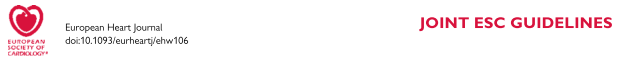 European Heart Journal
doi:10.1093/eurheartj/ehw106
JOINT ESC GUIDELINES
EUROPEAN
SOCIETY OF
CARDIOLOGY®